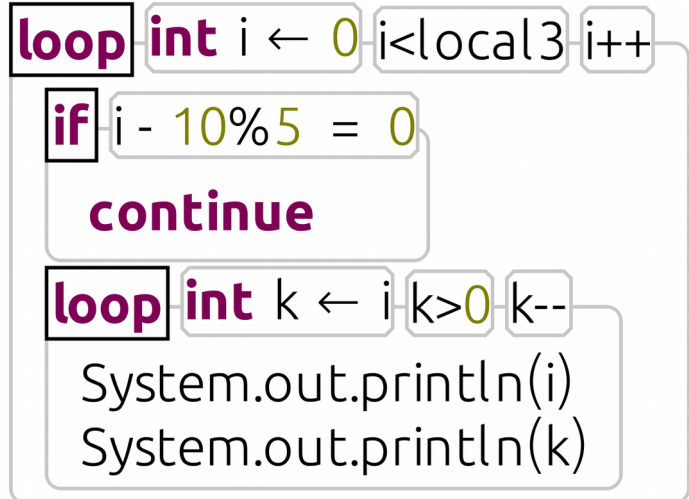 loop int i ← 0 i<local3 i++
if i - 10%5 = 0
continue
loop int k ← i k>0 k--
System.out.println(i)
System.out.println(k)